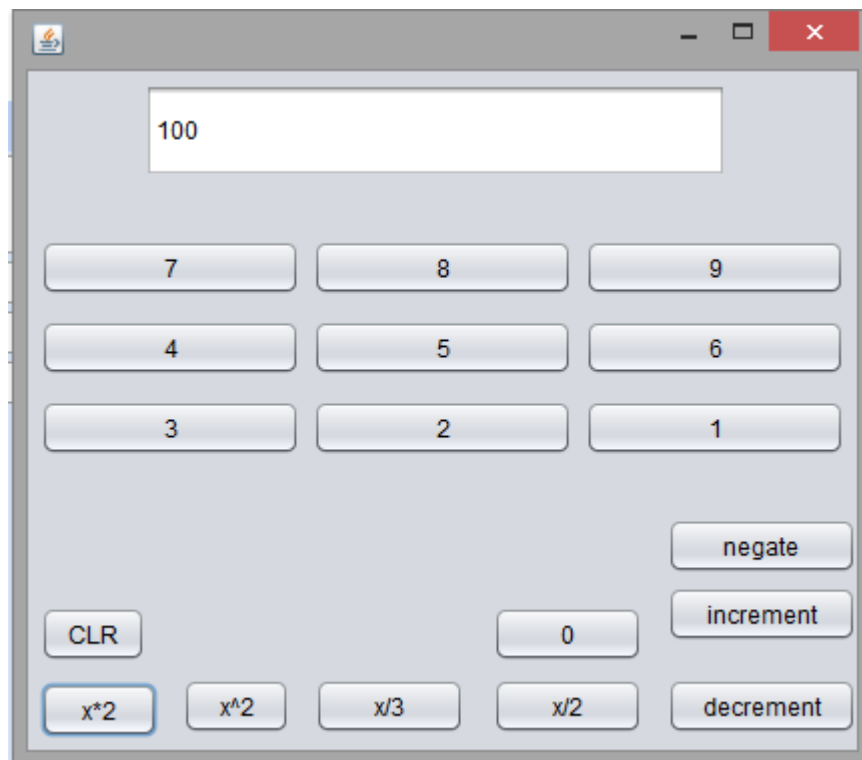 100
7 8 9
4 5 6
3 2 1
negate
increment
CLR 0
x*2 x^2 x/3 x/2 decrement